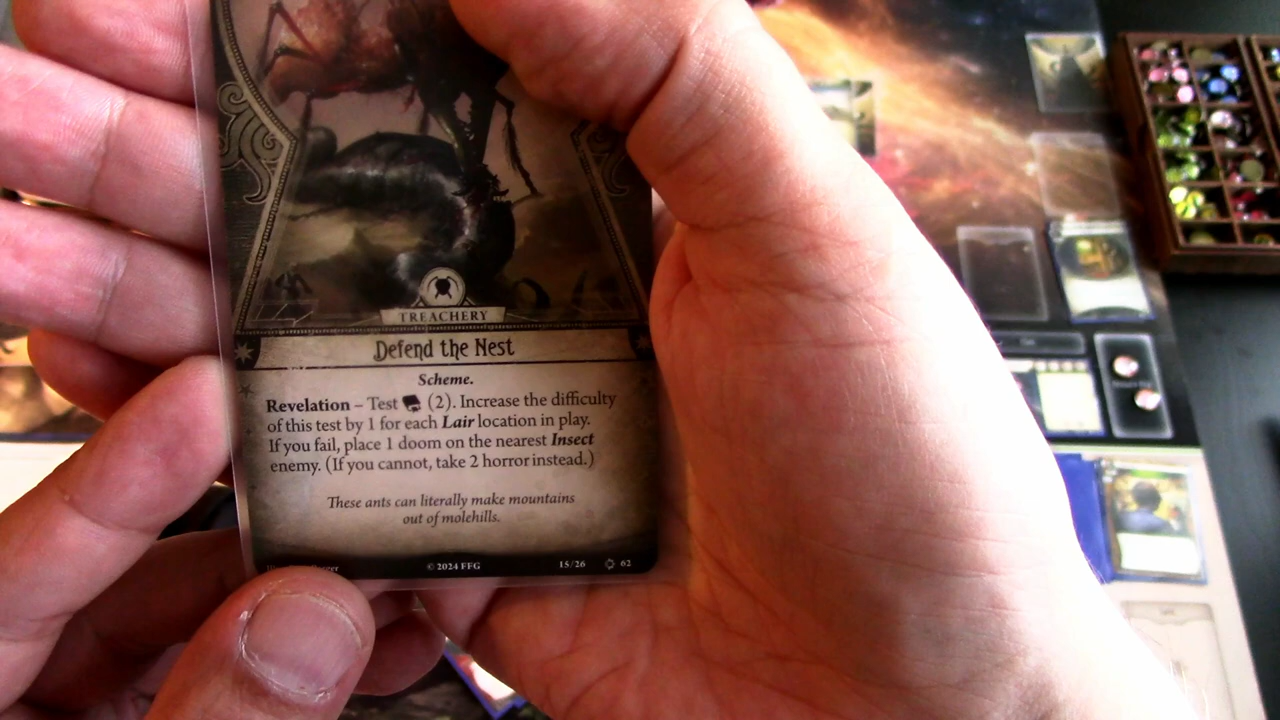 TREACHERY
Defend the Nest
Scheme.
Revelation – Test (2). Increase the difficulty
of this test by 1 for each Lair location in play.
If you fail, place 1 doom on the nearest Insect
enemy. (If you cannot, take 2 horror instead.)
These ants can literally make mountains
out of molehills.
© 2024 FFG
15/26
62